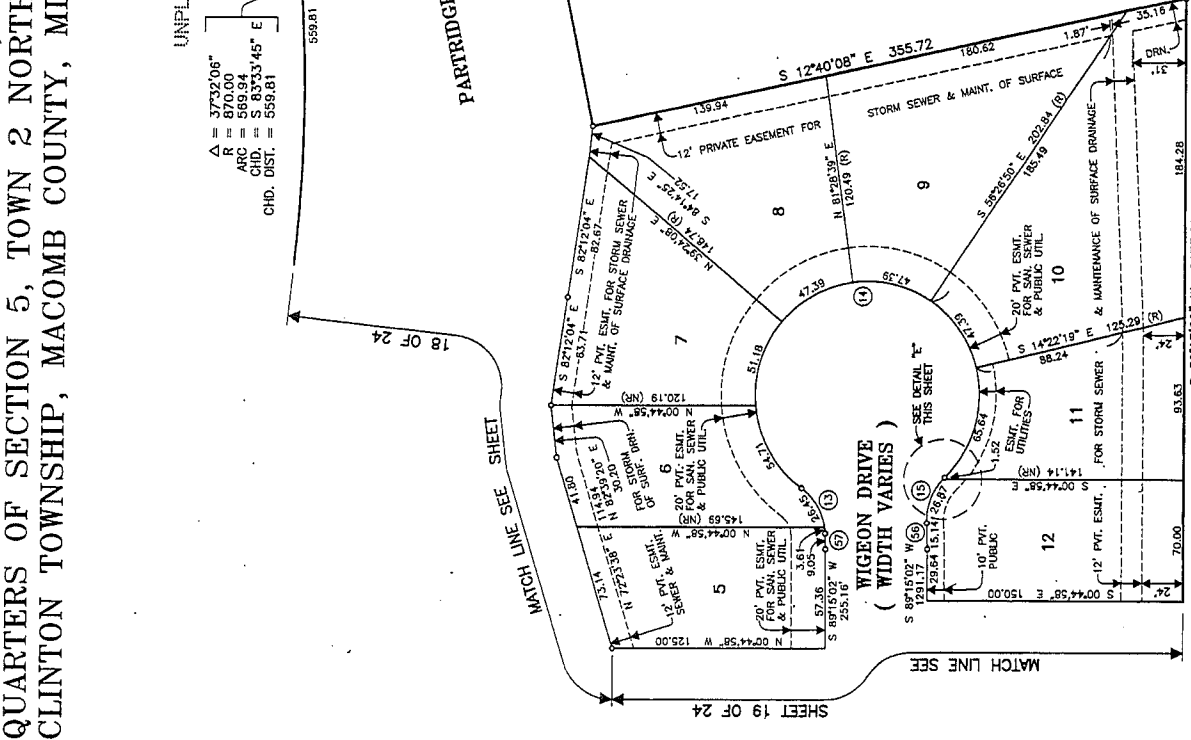 QUARTERS OF SECTION 5, TOWN 2 NORTH
CLINTON TOWNSHIP, MACOMB COUNTY, MI
UNPL
Δ = 37°32'06"
R = 870.00
ARC = 569.94
CHD. = S 83°33'45" E
CHD. DIST. = 559.81
559.81
PARTRIDG
18 OF 24
MATCH LINE SEE SHEET
S 12°40'08" E 355.72
139.94
180.62
1.87'
35.16
DRN.
31'
12' PRIVATE EASEMENT FOR
STORM SEWER & MAINT. OF SURFACE
S 82°12'04" E
82.67
S 84°14'25" E
17.52
S 82°12'04" E
63.71
12' PVT. ESMT. FOR STORM SEWER
& MAINT. OF SURFACE DRAINAGE
N 39°24'08" E
146.74 (R)
8
N 81°28'39" E
120.49 (R)
9
S 56°26'50" E 202.84 (R)
185.49
7
N 00°44'58" W
120.19 (NR)
47.39
14
47.39
51.18
47.39
20' PVT. ESMT.
FOR SAN. SEWER
& PUBLIC UTIL.
10
184.28
41.80
114.94
N 82°39'20" E
30.20
FOR STORM
OF SURF. DRN.
6
20' PVT. ESMT.
FOR SAN. SEWER
& PUBLIC UTIL.
54.71
N 00°44'58" W
145.69 (NR)
26.45
13
73.14
N 72°23'38" E
12' PVT. ESMT.
SEWER & MAINT.
5
20' PVT. ESMT.
FOR SAN. SEWER
& PUBLIC UTIL.
3.61
9.05
57
57.36
S 89°15'02" W
255.16'
N 00°44'58" W
125.00
WIGEON DRIVE
( WIDTH VARIES )
SEE DETAIL "E"
THIS SHEET
S 14°22'19" E 125.29 (R)
88.24
24'
65.64
1.52
ESMT. FOR
UTILITIES
11
& MAINTENANCE OF SURFACE DRAINAGE
FOR STORM SEWER
12' PVT. ESMT.
93.63
S 00°44'58" E
141.14 (NR)
15
26.87
56
15.14
29.64
S 89°15'02" W
1291.17
10' PVT.
PUBLIC
12
S 00°44'58" E 150.00
24'
70.00
MATCH LINE SEE
SHEET 19 OF 24